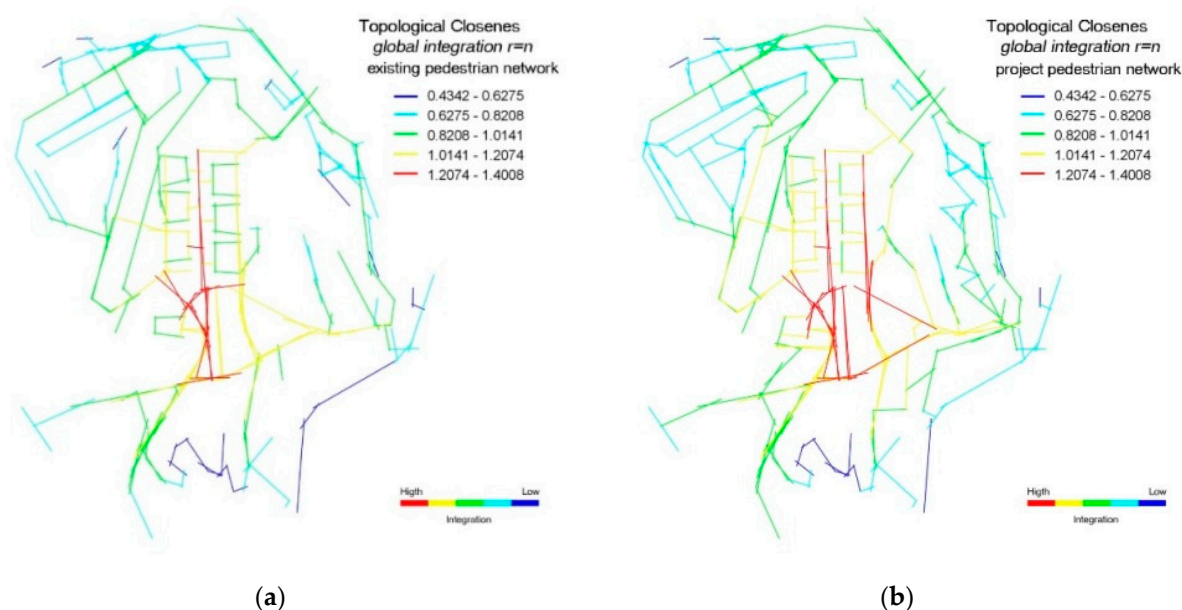 Topological Closenes
global integration r=n
existing pedestrian network
0.4342 - 0.6275
0.6275 - 0.8208
0.8208 - 1.0141
1.0141 - 1.2074
1.2074 - 1.4008
Higth
Low
Integration
(a)
Topological Closenes
global integration r=n
project pedestrian network
0.4342 - 0.6275
0.6275 - 0.8208
0.8208 - 1.0141
1.0141 - 1.2074
1.2074 - 1.4008
Higth
Low
Integration
(b)